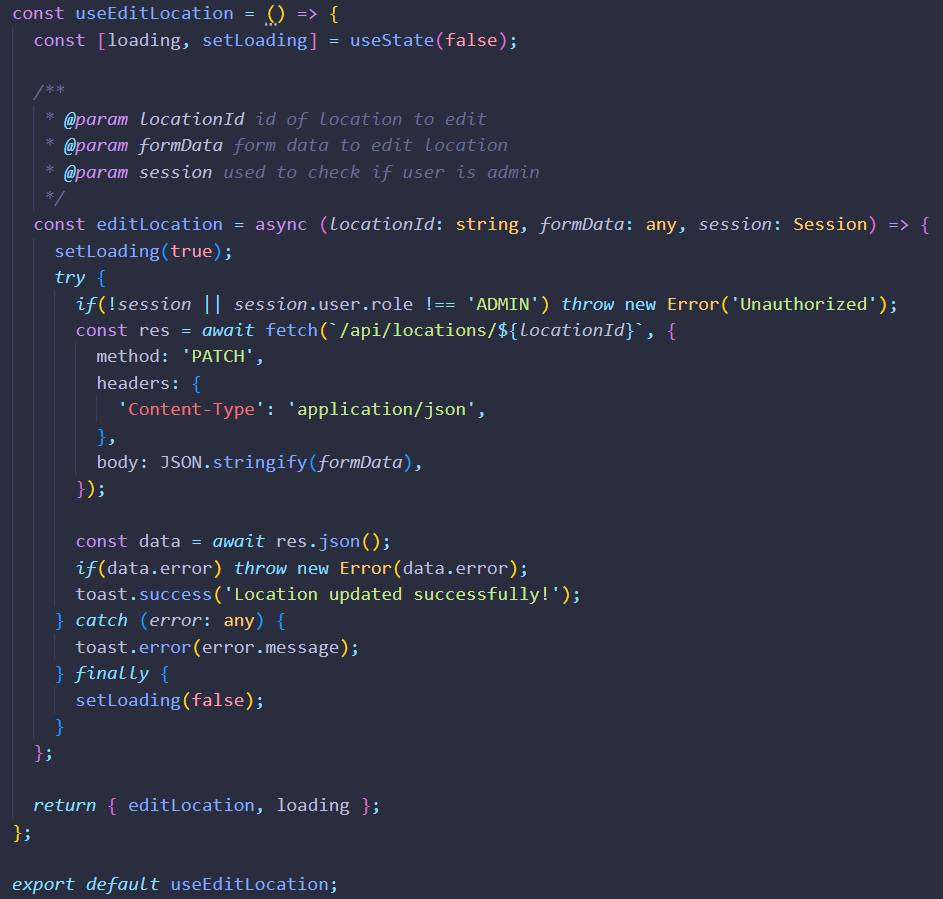 const useEditLocation = () => {
  const [loading, setLoading] = useState(false);

  /**
   * @param locationId id of location to edit
   * @param formData form data to edit location
   * @param session used to check if user is admin
   */
  const editLocation = async (locationId: string, formData: any, session: Session) => {
    setLoading(true);
    try {
      if(!session || session.user.role !== 'ADMIN') throw new Error('Unauthorized');
      const res = await fetch(`/api/locations/${locationId}`, {
        method: 'PATCH',
        headers: {
          'Content-Type': 'application/json',
        },
        body: JSON.stringify(formData),
      });

      const data = await res.json();
      if(data.error) throw new Error(data.error);
      toast.success('Location updated successfully!');
    } catch (error: any) {
      toast.error(error.message);
    } finally {
      setLoading(false);
    }
  };

  return { editLocation, loading };
};

export default useEditLocation;